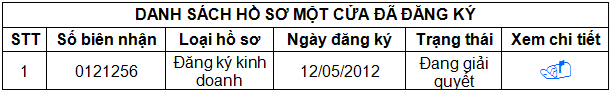 DANH SÁCH HỒ SƠ MỘT CỬA ĐÃ ĐĂNG KÝ
STT Số biên nhận Loại hồ sơ Ngày đăng ký Trạng thái Xem chi tiết
1 0121256 Đăng ký kinh doanh 12/05/2012 Đang giải quyết